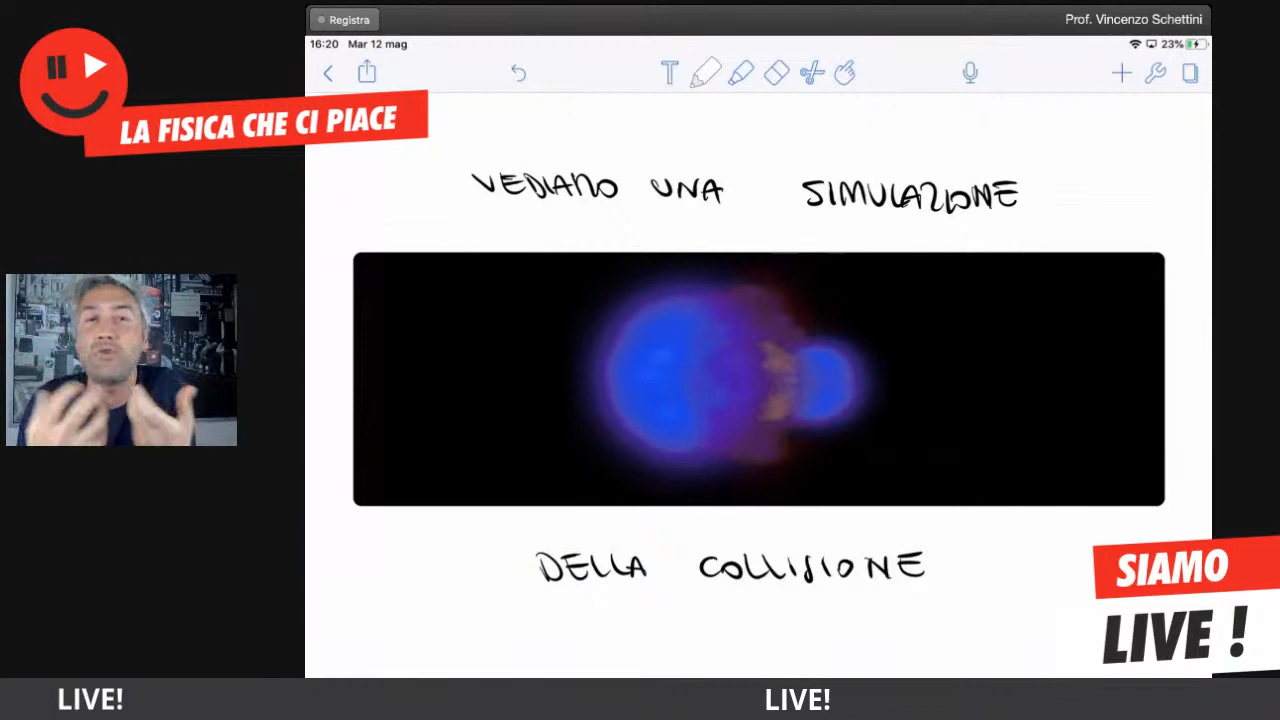 Registra
Prof. Vincenzo Schettini
16:20 Mar 12 mag
23%
LA FISICA CHE CI PIACE
VEDIAMO UNA SIMULAZIONE
DELLA COLLISIONE
SIAMO
LIVE !
LIVE!
LIVE!